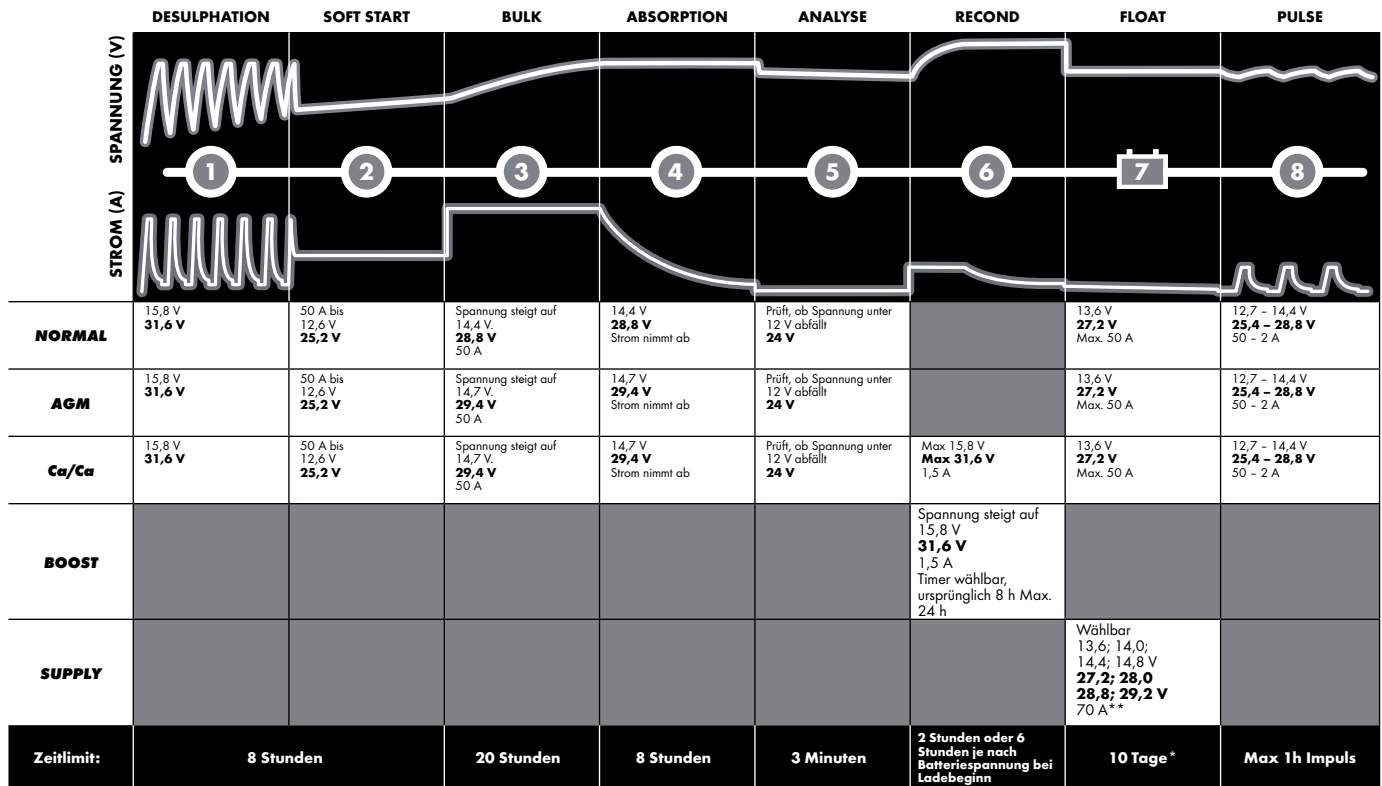 DESULPHATION SOFT START BULK ABSORPTION ANALYSE RECOND FLOAT PULSE
SPANNUNG (V)
STROM (A)
1 2 3 4 5 6 7 8
NORMAL
15,8 V
31,6 V
50 A bis
12,6 V
25,2 V
Spannung steigt auf
14,4 V.
28,8 V
50 A
14,4 V
28,8 V
Strom nimmt ab
Prüft, ob Spannung unter
12 V abfällt
24 V
13,6 V
27,2 V
Max. 50 A
12,7 – 14,4 V
25,4 – 28,8 V
50 – 2 A
AGM
15,8 V
31,6 V
50 A bis
12,6 V
25,2 V
Spannung steigt auf
14,7 V.
29,4 V
50 A
14,7 V
29,4 V
Strom nimmt ab
Prüft, ob Spannung unter
12 V abfällt
24 V
13,6 V
27,2 V
Max. 50 A
12,7 – 14,4 V
25,4 – 28,8 V
50 – 2 A
Ca/Ca
15,8 V
31,6 V
50 A bis
12,6 V
25,2 V
Spannung steigt auf
14,7 V.
29,4 V
50 A
14,7 V
29,4 V
Strom nimmt ab
Prüft, ob Spannung unter
12 V abfällt
24 V
Max 15,8 V
Max 31,6 V
1,5 A
13,6 V
27,2 V
Max. 50 A
12,7 – 14,4 V
25,4 – 28,8 V
50 – 2 A
BOOST
Spannung steigt auf
15,8 V
31,6 V
1,5 A
Timer wählbar,
ursprünglich 8 h Max.
24 h
SUPPLY
Wählbar
13,6; 14,0;
14,4; 14,8 V
27,2; 28,0
28,8; 29,2 V
70 A**
Zeitlimit:
8 Stunden
20 Stunden
8 Stunden
3 Minuten
2 Stunden oder 6
Stunden je nach
Batteriespannung bei
Ladebeginn
10 Tage*
Max 1h Impuls